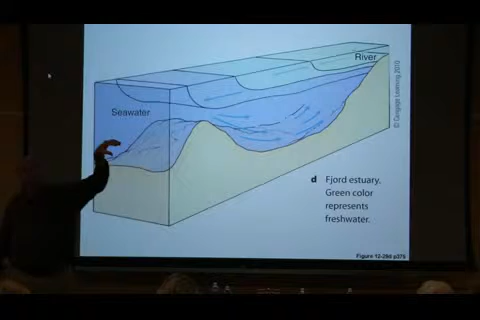 River
Seawater
© Cengage Learning 2010
d Fjord estuary.
Green color
represents
freshwater.
Figure 12-28d p375